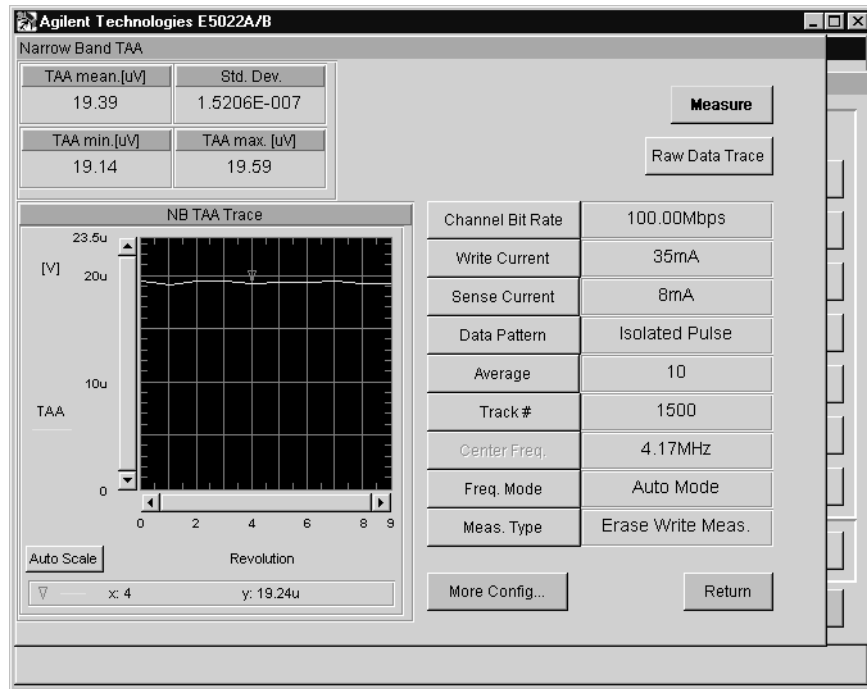 Agilent Technologies E5022A/B
Narrow Band TAA
TAA mean.[uV] Std. Dev.
19.39 1.5206E-007
TAA min.[uV] TAA max. [uV]
19.14 19.59
Measure
Raw Data Trace
NB TAA Trace
23.5u
[V]
20u
10u
TAA
0
0 2 4 6 8 9
Auto Scale Revolution
x: 4 y: 19.24u
Channel Bit Rate 100.00Mbps
Write Current 35mA
Sense Current 8mA
Data Pattern Isolated Pulse
Average 10
Track # 1500
Center Freq. 4.17MHz
Freq. Mode Auto Mode
Meas. Type Erase Write Meas.
More Config... Return